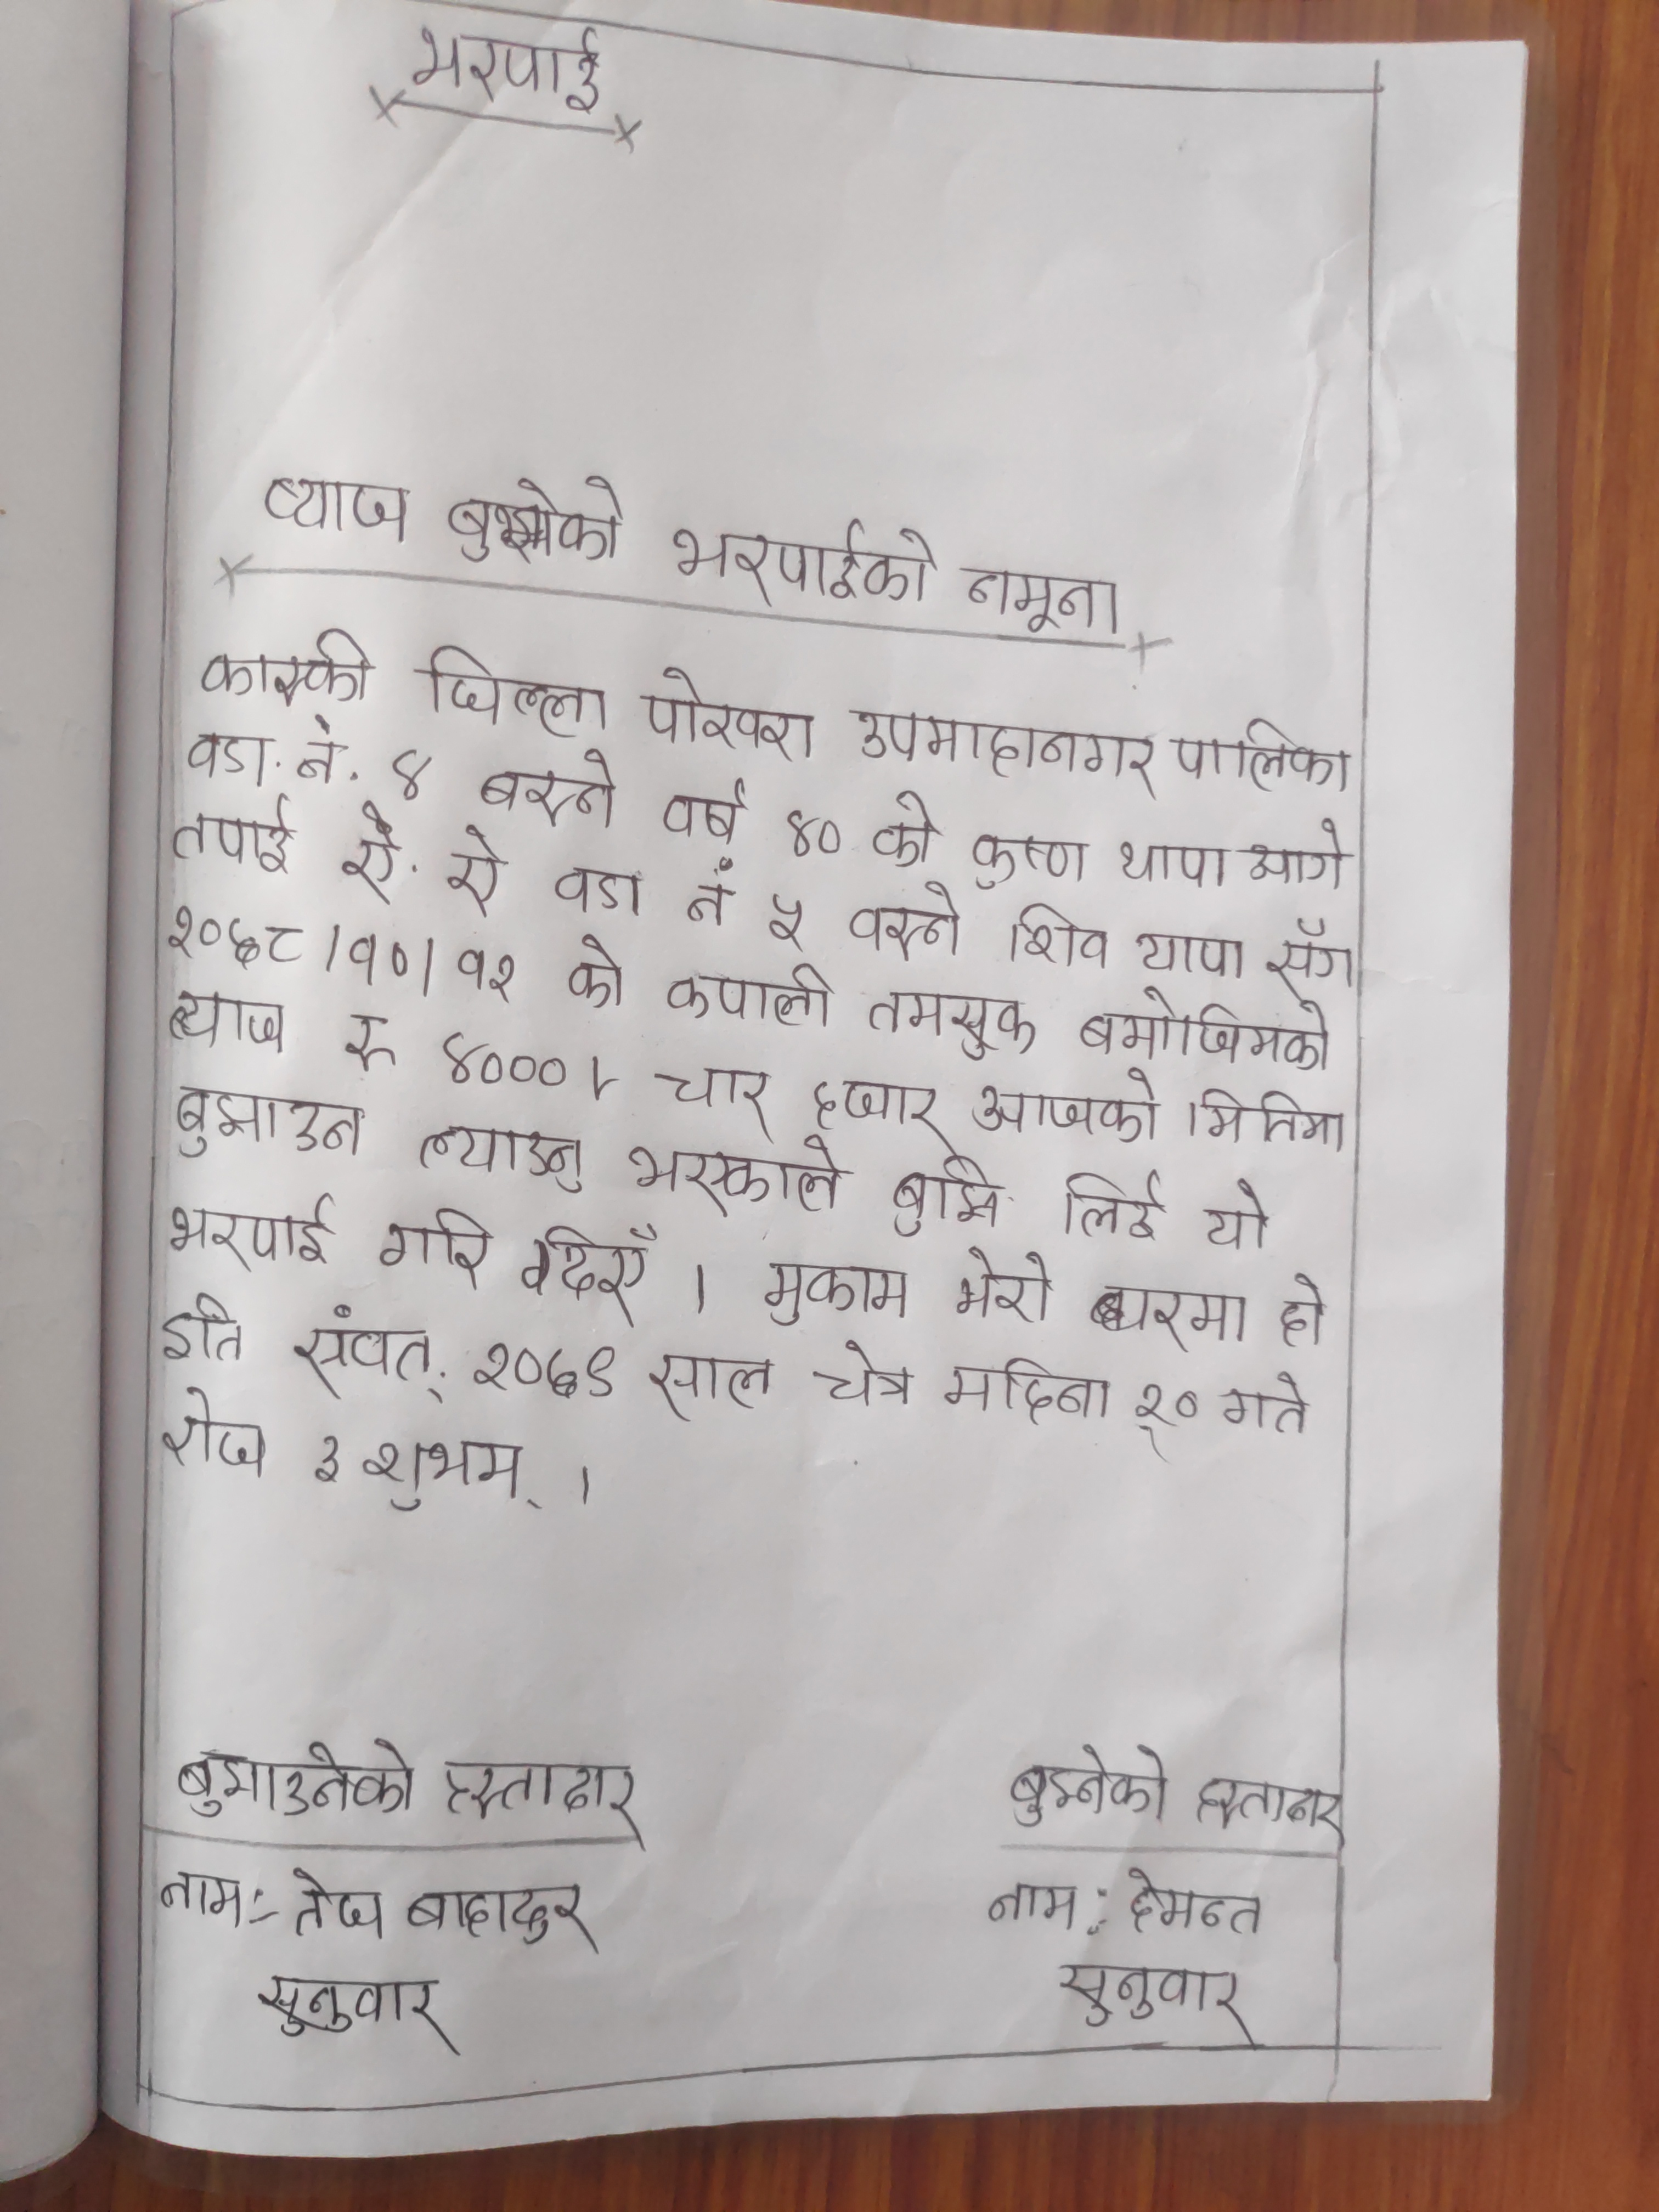 भरपाई
ब्याज बुझेको भरपाईको नमूना
कास्की जिल्ला पोखरा उपमाहानगर पालिका
वडा. नं. ४ बस्ने वर्ष ४० को कृष्ण थापा आगे
तपाई ऐ. ऐ वडा नं ५ वस्ने शिव थापा सँग
२०६८।१०।१२ को कपाली तमसुक बमोजिमको
ब्याज रु ४०००।- चार हजार आजको मितिमा
बुझाउन ल्याउनु भएकाले बुझि लिई यो
भरपाई गरि दिएँ । मुकाम मेरो घरमा हो
इति संवत्. २०६९ साल चैत्र महिना २० गते
रोज ३ शुभम् ।
बुझाउनेको हस्ताक्षर बुझ्नेको हस्ताक्षर
नामः- तेज बाहादुर नाम : हेमन्त
सुनुवार सुनुवार